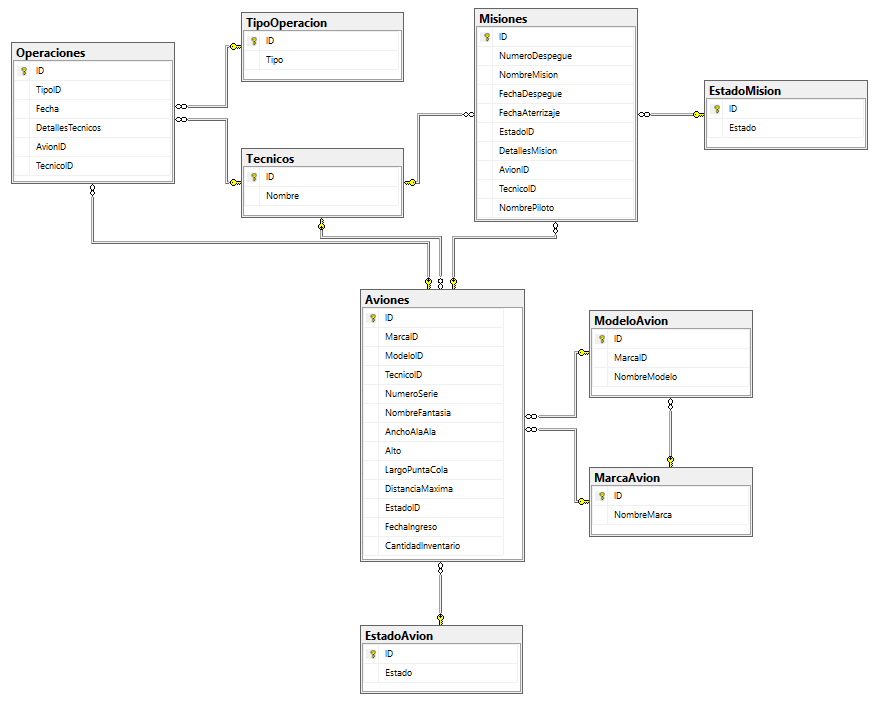 Operaciones
ID
TipoID
Fecha
DetallesTecnicos
AvionID
TecnicoID
TipoOperacion
ID
Tipo
Tecnicos
ID
Nombre
Misiones
ID
NumeroDespegue
NombreMision
FechaDespegue
FechaAterrizaje
EstadoID
DetallesMision
AvionID
TecnicoID
NombrePiloto
EstadoMision
ID
Estado
Aviones
ID
MarcaID
ModeloID
TecnicoID
NumeroSerie
NombreFantasia
AnchoAlaAla
Alto
LargoPuntaCola
DistanciaMaxima
EstadoID
FechaIngreso
CantidadInventario
ModeloAvion
ID
MarcaID
NombreModelo
MarcaAvion
ID
NombreMarca
EstadoAvion
ID
Estado